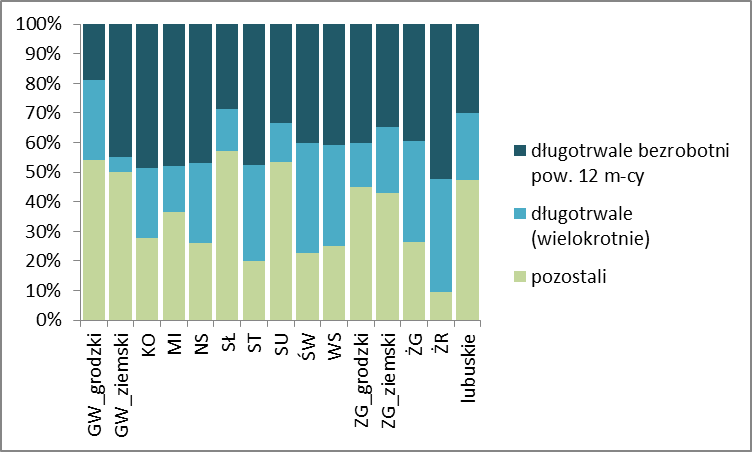 100%
90%
80%
70%
60%
50%
40%
30%
20%
10%
0%
GW_grodzki
GW_ziemski
KO
MI
NS
SŁ
ST
SU
ŚW
WS
ZG_grodzki
ZG_ziemski
ŻG
ŻR
lubuskie
długotrwale bezrobotni
pow. 12 m-cy
długotrwale
(wielokrotnie)
pozostali